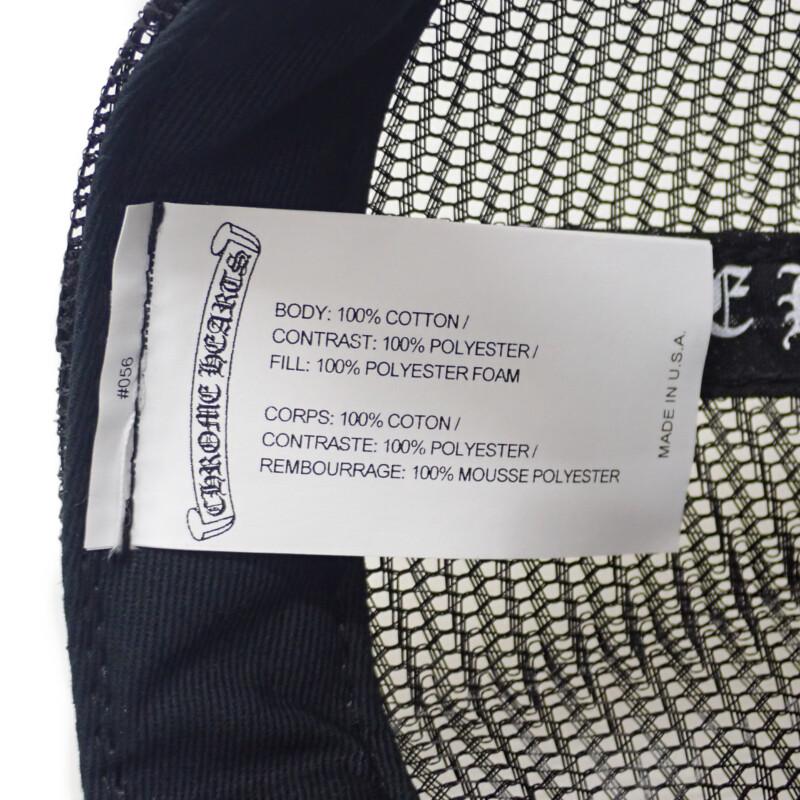 #056
CHROME HEARTS
BODY: 100% COTTON /
CONTRAST: 100% POLYESTER /
FILL: 100% POLYESTER FOAM
CORPS: 100% COTON /
CONTRASTE: 100% POLYESTER /
REMBOURRAGE: 100% MOUSSE POLYESTER
MADE IN U.S.A.
E